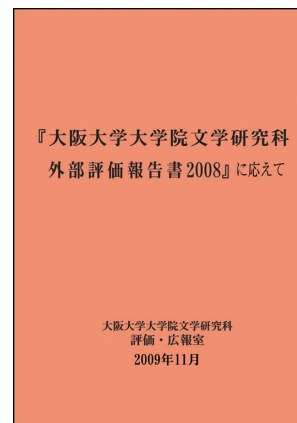 『大阪大学大学院文学研究科
外部評価報告書2008』に応えて
大阪大学大学院文学研究科
評価・広報室
2009年11月